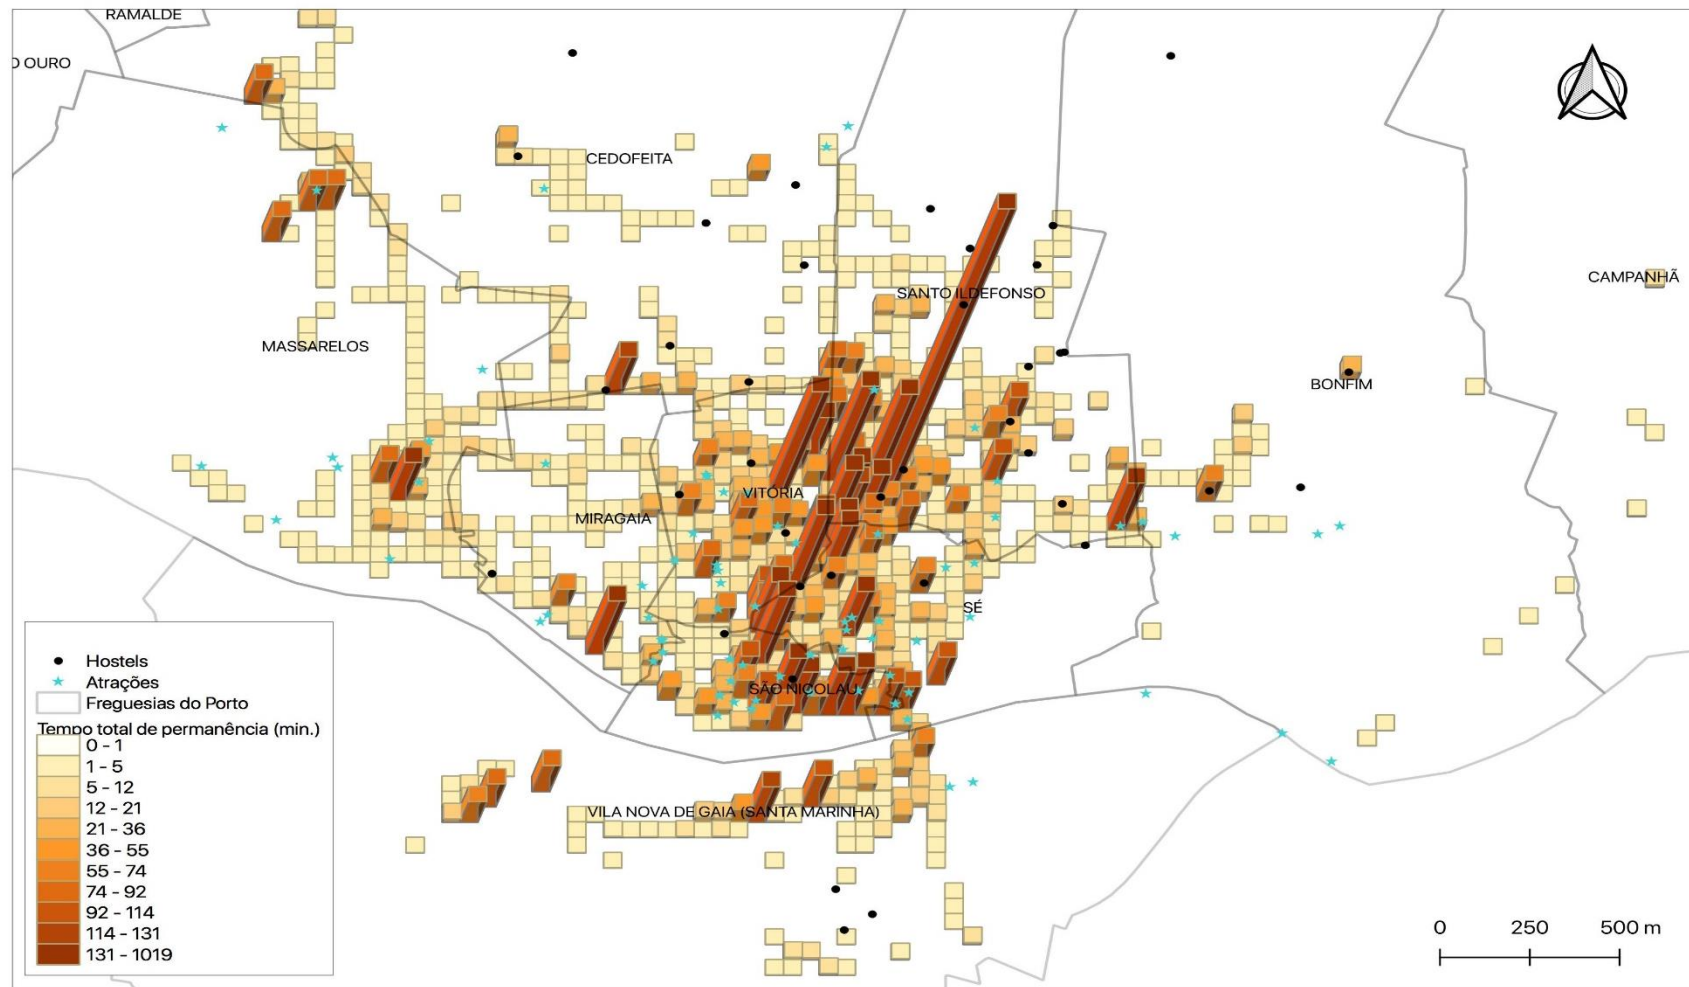 RAMALDE
O OURO
CEDOFEITA
CAMPANHÃ
SANTO ILDEFONSO
MASSARELOS
BONFIM
VITÓRIA
MIRAGAIA
SÉ
SÃO NICOLAU
VILA NOVA DE GAIA (SANTA MARINHA)
Hostels
Atrações
Freguesias do Porto
Tempo total de permanência (min.)
0 - 1
1 - 5
5 - 12
12 - 21
21 - 36
36 - 55
55 - 74
74 - 92
92 - 114
114 - 131
131 - 1019
0 250 500 m